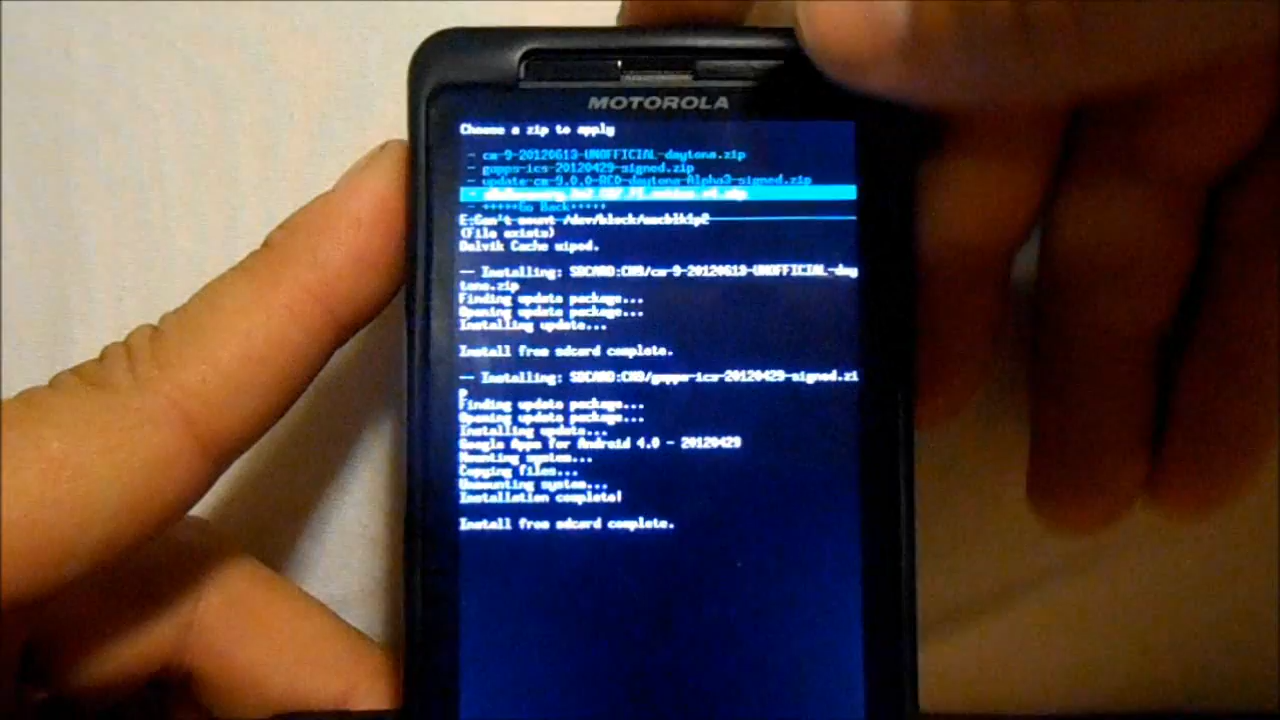 MOTOROLA
Choose a zip to apply
- cm-9-20120613-UNOFFICIAL-daytona.zip
- gapps-ics-20120429-signed.zip
- update-cm-9.0.0-RC0-daytona-Alpha3-signed.zip
- +++++Go Back+++++
E:Can't mount /dev/block/mmcblk1p2
(File exists)
Dalvik Cache wiped.
-- Installing: SDCARD:CM9/cm-9-20120613-UNOFFICIAL-day
tona.zip
Finding update package...
Opening update package...
Installing update...
Install from sdcard complete.
-- Installing: SDCARD:CM9/gapps-ics-20120429-signed.zi
p
Finding update package...
Opening update package...
Installing update...
Google Apps for Android 4.0 - 20120429
Mounting system...
Copying files...
Unmounting system...
Installation complete!
Install from sdcard complete.